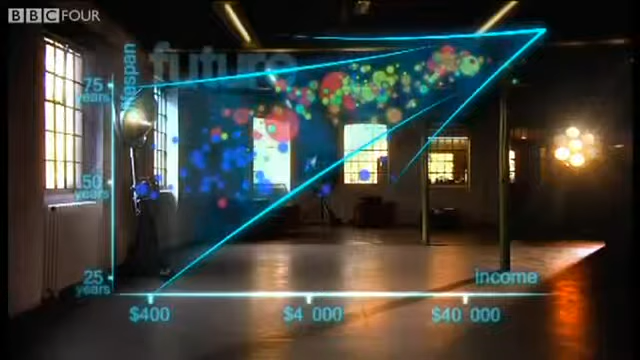 BBC FOUR
future
lifespan
75
years
50
years
25
years
income
$400
$4 000
$40 000